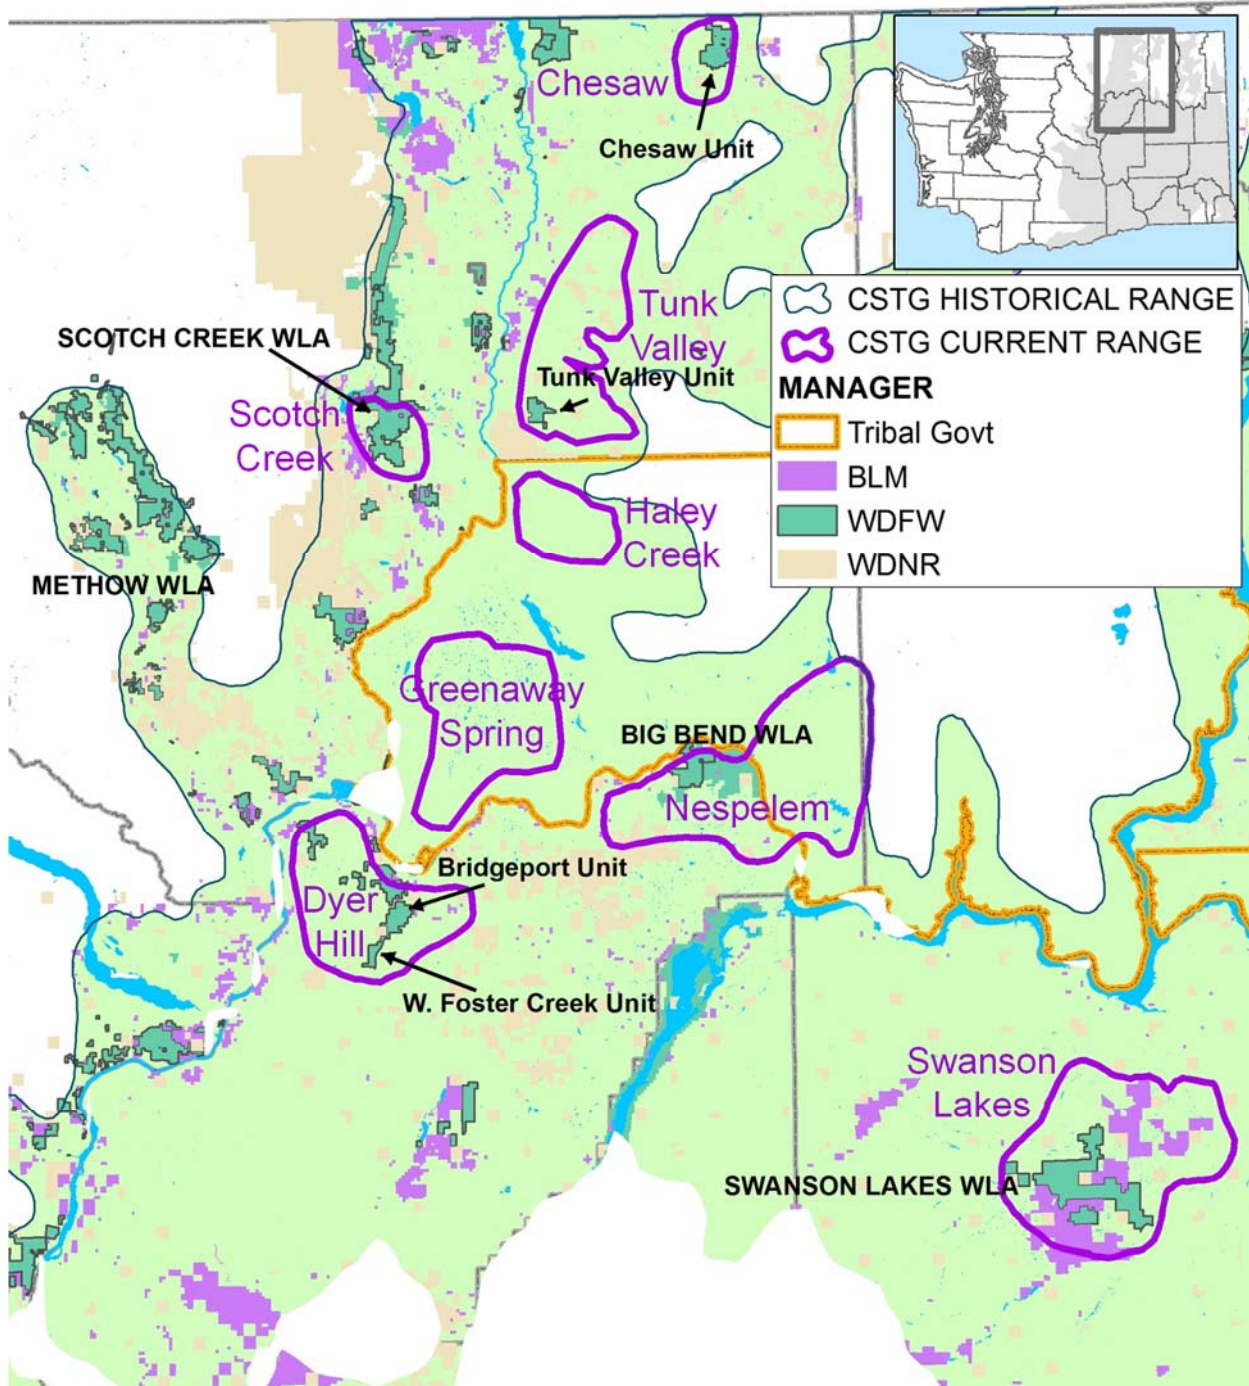 Chesaw
Chesaw Unit
CSTG HISTORICAL RANGE
CSTG CURRENT RANGE
MANAGER
Tribal Govt
BLM
WDFW
WDNR
Tunk
Valley
Tunk Valley Unit
SCOTCH CREEK WLA
Scotch
Creek
Haley
Creek
METHOW WLA
Greenaway
Spring
BIG BEND WLA
Nespelem
Bridgeport Unit
Dyer
Hill
W. Foster Creek Unit
Swanson
Lakes
SWANSON LAKES WLA